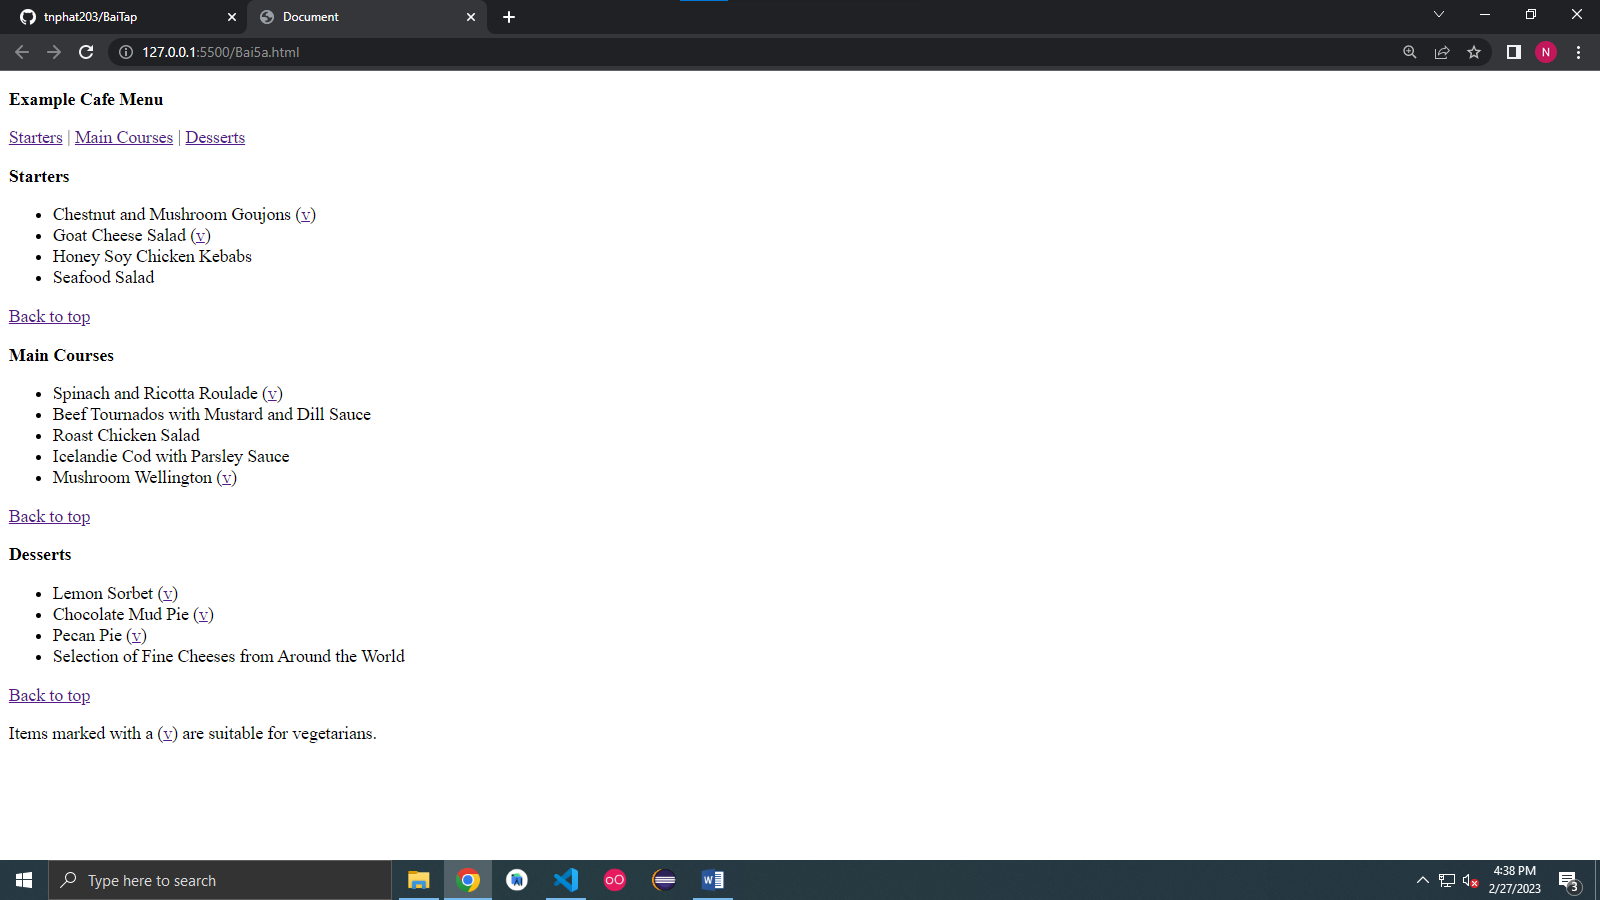 tnphat203/BaiTap
Document
127.0.0.1:5500/Bai5a.html
N
Example Cafe Menu
Starters | Main Courses | Desserts
Starters
Chestnut and Mushroom Goujons (v)
Goat Cheese Salad (v)
Honey Soy Chicken Kebabs
Seafood Salad
Back to top
Main Courses
Spinach and Ricotta Roulade (v)
Beef Tournados with Mustard and Dill Sauce
Roast Chicken Salad
Icelandie Cod with Parsley Sauce
Mushroom Wellington (v)
Back to top
Desserts
Lemon Sorbet (v)
Chocolate Mud Pie (v)
Pecan Pie (v)
Selection of Fine Cheeses from Around the World
Back to top
Items marked with a (v) are suitable for vegetarians.
Type here to search
4:38 PM
2/27/2023
3